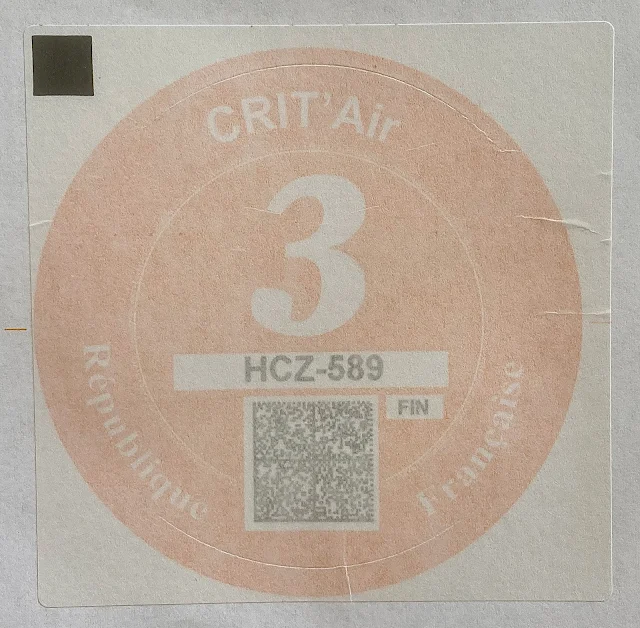 CRIT'Air
3
HCZ-589
FIN
République
Française